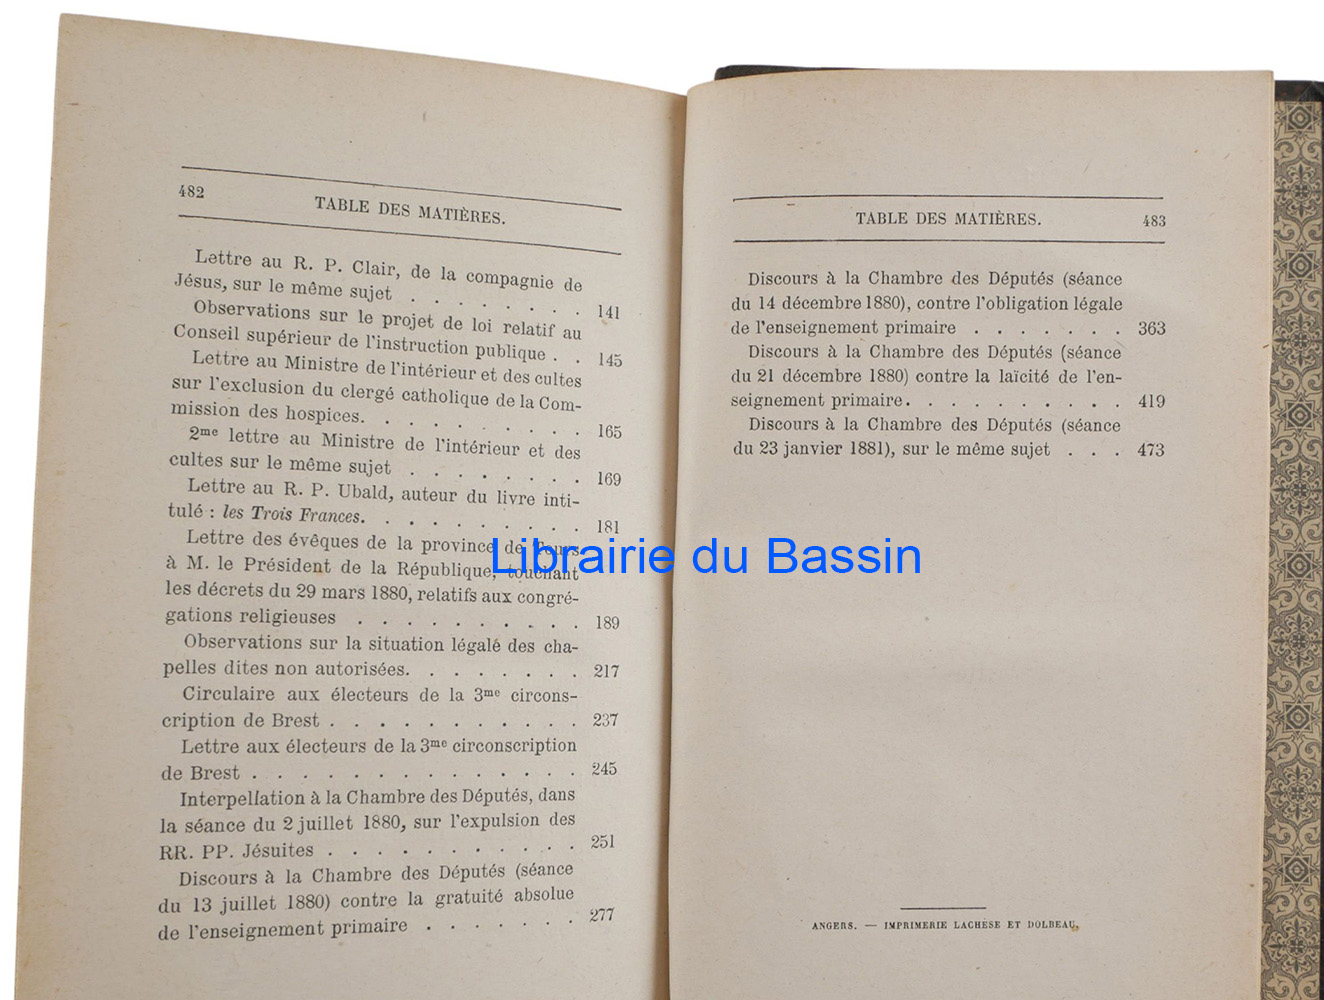 482
TABLE DES MATIÈRES.
Lettre au R. P. Clair, de la compagnie de
Jésus, sur le même sujet . . . . . . . . 141
Observations sur le projet de loi relatif au
Conseil supérieur de l'instruction publique . . 145
Lettre au Ministre de l'intérieur et des cultes
sur l'exclusion du clergé catholique de la Com-
mission des hospices. . . . . . . . . . 165
2me lettre au Ministre de l'intérieur et des
cultes sur le même sujet . . . . . . . . 169
Lettre au R. P. Ubald, auteur du livre inti-
tulé : les Trois Frances. . . . . . . . . . 181
Lettre des évêques de la province de Tours
à M. le Président de la République, touchant
les décrets du 29 mars 1880, relatifs aux congré-
gations religieuses . . . . . . . . . . 189
Observations sur la situation légalé des cha-
pelles dites non autorisées. . . . . . . . 217
Circulaire aux électeurs de la 3me circons-
cription de Brest . . . . . . . . . . . 237
Lettre aux électeurs de la 3me circonscription
de Brest . . . . . . . . . . . . . . . 245
Interpellation à la Chambre des Députés, dans
la séance du 2 juillet 1880, sur l'expulsion des
RR. PP. Jésuites . . . . . . . . . . . 251
Discours à la Chambre des Députés (séance
du 13 juillet 1880) contre la gratuité absolue
de l'enseignement primaire . . . . . . . 277
TABLE DES MATIÈRES.
483
Discours à la Chambre des Députés (séance
du 14 décembre 1880), contre l'obligation légale
de l'enseignement primaire . . . . . . . 363
Discours à la Chambre des Députés (séance
du 21 décembre 1880) contre la laïcité de l'en-
seignement primaire. . . . . . . . . . 419
Discours à la Chambre des Députés (séance
du 23 janvier 1881), sur le même sujet . . . 473
ANGERS. — IMPRIMERIE LACHÈSE ET DOLBEAU.
Librairie du Bassin